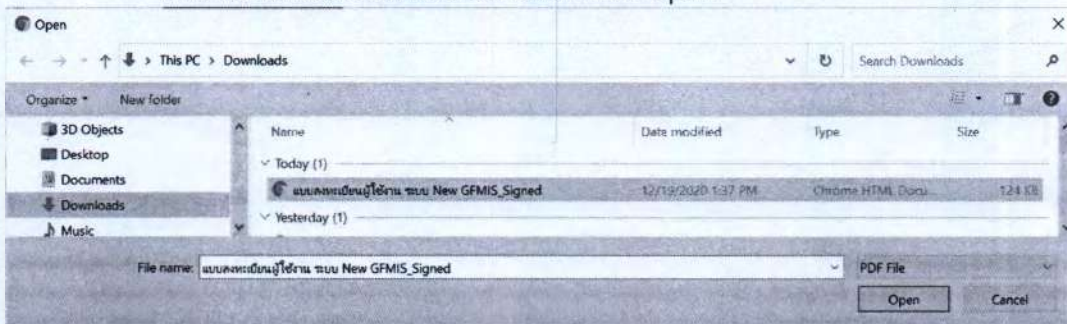 Open
This PC > Downloads
Search Downloads
Organize
New folder
3D Objects
Desktop
Documents
Downloads
Music
Name
Date modified
Type
Size
Today (1)
แบบลงทะเบียนผู้ใช้งาน ระบบ New GFMIS_Signed
12/19/2020 1:37 PM
Chrome HTML Docu...
124 KB
Yesterday (1)
File name:
แบบลงทะเบียนผู้ใช้งาน ระบบ New GFMIS_Signed
PDF File
Open
Cancel